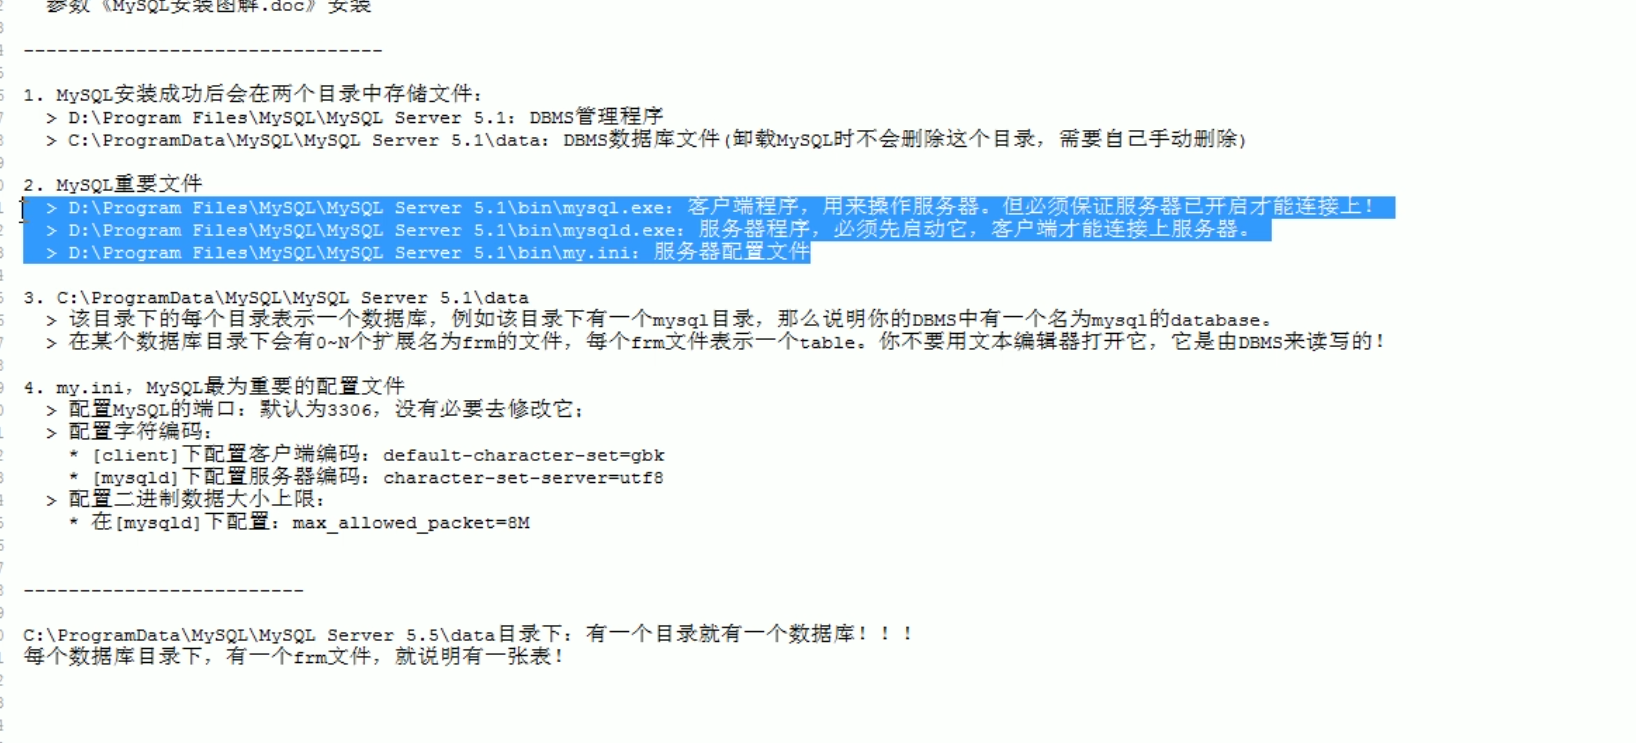 参数《MySQL安装图解.doc》安装
--------------------------------
1. MySQL安装成功后会在两个目录中存储文件：
> D:\Program Files\MySQL\MySQL Server 5.1：DBMS管理程序
> C:\ProgramData\MySQL\MySQL Server 5.1\data：DBMS数据库文件(卸载MySQL时不会删除这个目录，需要自己手动删除)
2. MySQL重要文件
> D:\Program Files\MySQL\MySQL Server 5.1\bin\mysql.exe：客户端程序，用来操作服务器。但必须保证服务器已开启才能连接上！
> D:\Program Files\MySQL\MySQL Server 5.1\bin\mysqld.exe：服务器程序，必须先启动它，客户端才能连接上服务器。
> D:\Program Files\MySQL\MySQL Server 5.1\bin\my.ini：服务器配置文件
3. C:\ProgramData\MySQL\MySQL Server 5.1\data
> 该目录下的每个目录表示一个数据库，例如该目录下有一个mysql目录，那么说明你的DBMS中有一个名为mysql的database。
> 在某个数据库目录下会有0~N个扩展名为frm的文件，每个frm文件表示一个table。你不要用文本编辑器打开它，它是由DBMS来读写的！
4. my.ini，MySQL最为重要的配置文件
> 配置MySQL的端口：默认为3306，没有必要去修改它；
> 配置字符编码：
* [client]下配置客户端编码：default-character-set=gbk
* [mysqld]下配置服务器编码：character-set-server=utf8
> 配置二进制数据大小上限：
* 在[mysqld]下配置：max_allowed_packet=8M
-------------------------
C:\ProgramData\MySQL\MySQL Server 5.5\data目录下：有一个目录就有一个数据库！！！
每个数据库目录下，有一个frm文件，就说明有一张表！